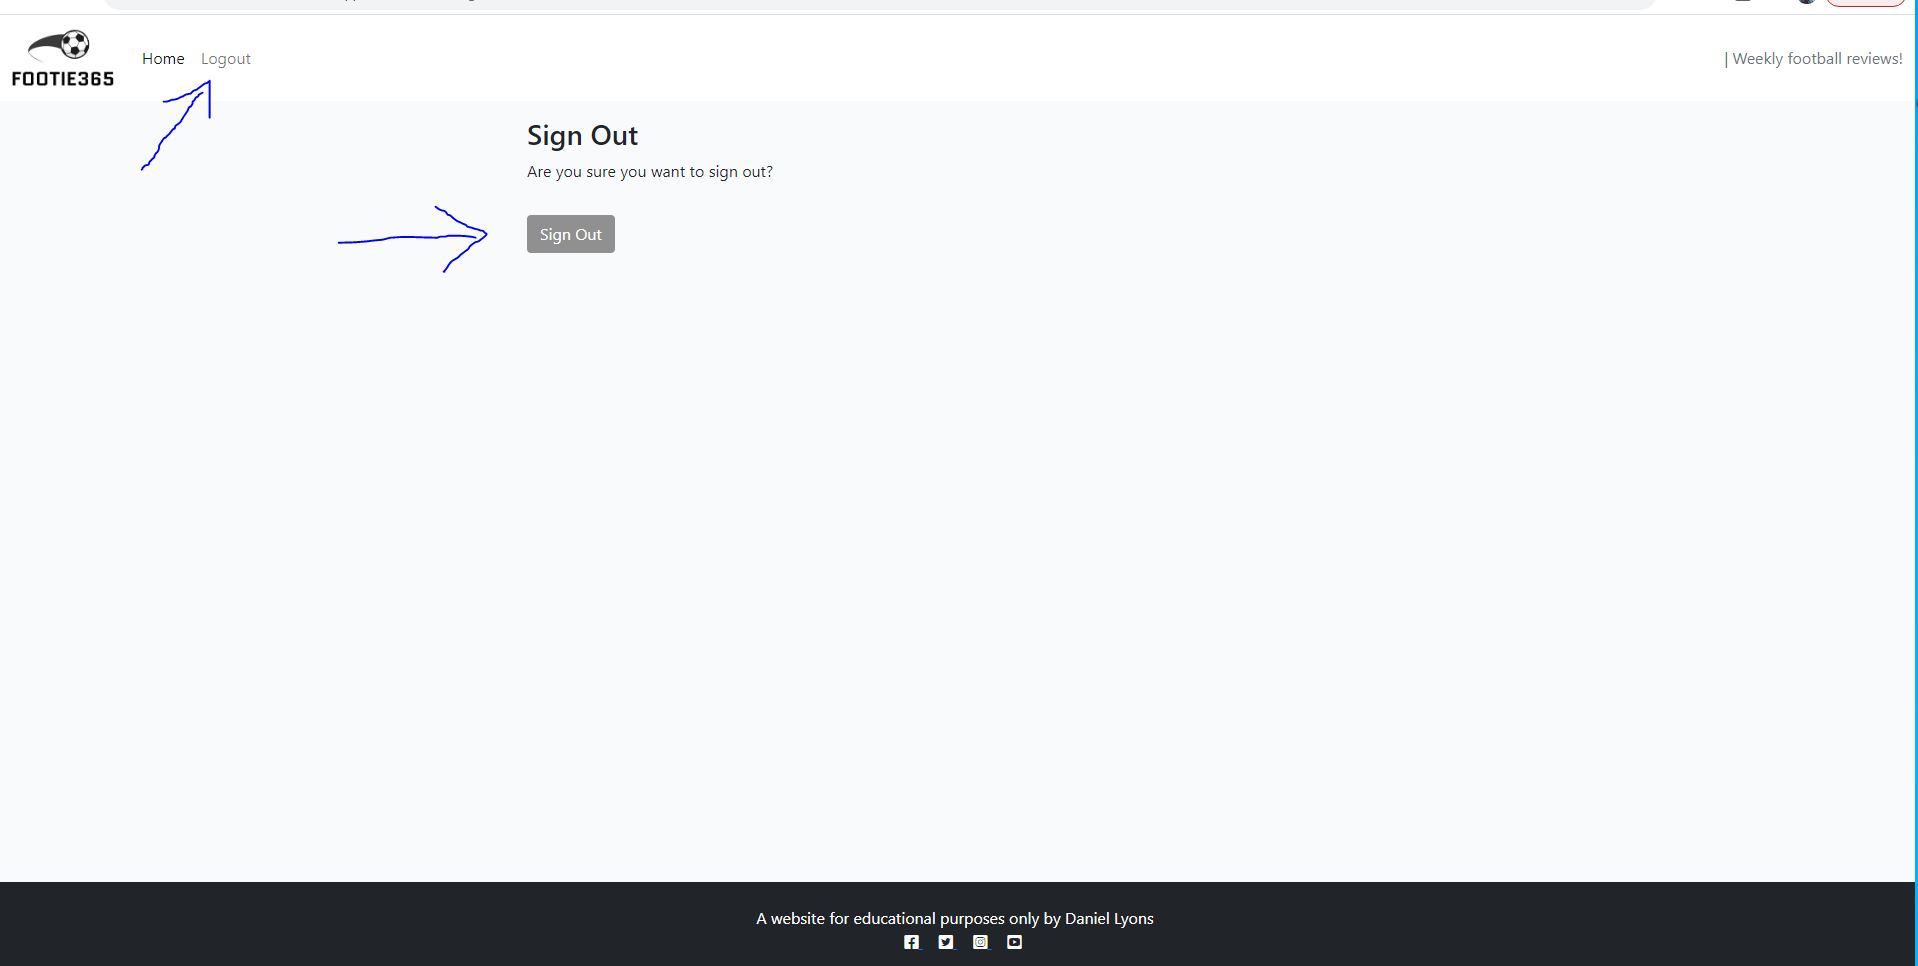 FOOTIE365
Home Logout
| Weekly football reviews!
Sign Out
Are you sure you want to sign out?
Sign Out
A website for educational purposes only by Daniel Lyons